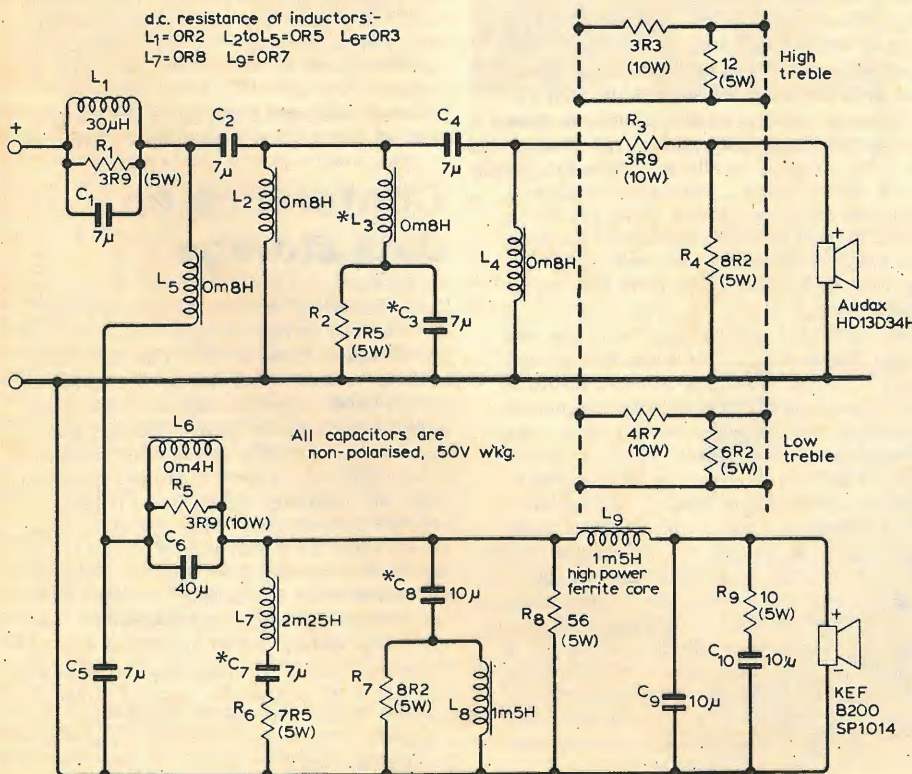 d.c. resistance of inductors:-
L1=0R2 L2 to L5=0R5 L6=0R3
L7=0R8 L9=0R7
L1
30µH
R1
3R9
(5W)
C1
7µ
+
C2
7µ
L5
0m8H
L2
0m8H
*L3
0m8H
R2
7R5
(5W)
*C3
7µ
C4
7µ
L4
0m8H
3R3
(10W)
12
(5W)
High
treble
R3
3R9
(10W)
R4
8R2
(5W)
+
-
Audax
HD13D34H
4R7
(10W)
6R2
(5W)
Low
treble
All capacitors are
non-polarised, 50V wkg.
L6
0m4H
R5
3R9
(10W)
C6
40µ
C5
7µ
L7
2m25H
*C7
7µ
R6
7R5
(5W)
*C8
10µ
R7
8R2
(5W)
L8
1m5H
R8
56
(5W)
L9
1m5H
high power
ferrite core
C9
10µ
R9
10
(5W)
C10
10µ
+
-
KEF
B200
SP1014